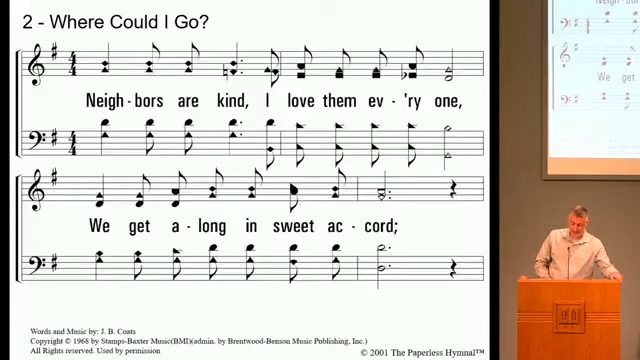 2 - Where Could I Go?
Neigh - bors are kind, I love them ev - 'ry one,
We get a - long in sweet ac - cord;
Words and Music by: J. B. Coats
Copyright © 1968 by Stamps-Baxter Music(BMI)(admin. by Brentwood-Benson Music Publishing, Inc.)
All Rights reserved. Used by permission
© 2001 The Paperless Hymnal™
Neigh - bor
We get